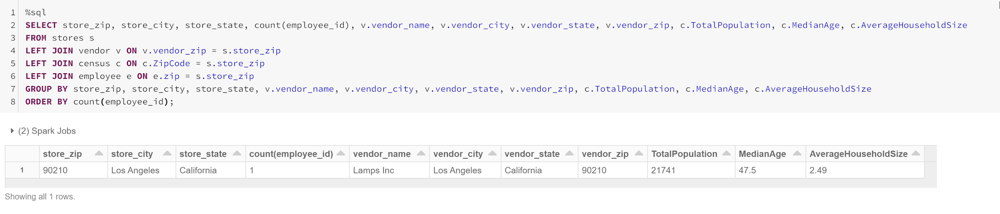 1 %sql
2 SELECT store_zip, store_city, store_state, count(employee_id), v.vendor_name, v.vendor_city, v.vendor_state, v.vendor_zip, c.TotalPopulation, c.MedianAge, c.AverageHouseholdSize
3 FROM stores s
4 LEFT JOIN vendor v ON v.vendor_zip = s.store_zip
5 LEFT JOIN census c ON c.ZipCode = s.store_zip
6 LEFT JOIN employee e ON e.zip = s.store_zip
7 GROUP BY store_zip, store_city, store_state, v.vendor_name, v.vendor_city, v.vendor_state, v.vendor_zip, c.TotalPopulation, c.MedianAge, c.AverageHouseholdSize
8 ORDER BY count(employee_id);
(2) Spark Jobs
store_zip store_city store_state count(employee_id) vendor_name vendor_city vendor_state vendor_zip TotalPopulation MedianAge AverageHouseholdSize
1 90210 Los Angeles California 1 Lamps Inc Los Angeles California 90210 21741 47.5 2.49
Showing all 1 rows.